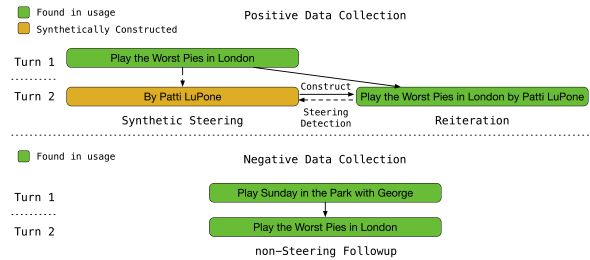 Found in usage
Positive Data Collection
Synthetically Constructed
Turn 1
Play the Worst Pies in London
Turn 2
By Patti LuPone
Construct
Play the Worst Pies in London by Patti LuPone
Steering
Detection
Synthetic Steering
Reiteration
Found in usage
Negative Data Collection
Turn 1
Play Sunday in the Park with George
Turn 2
Play the Worst Pies in London
non-Steering Followup